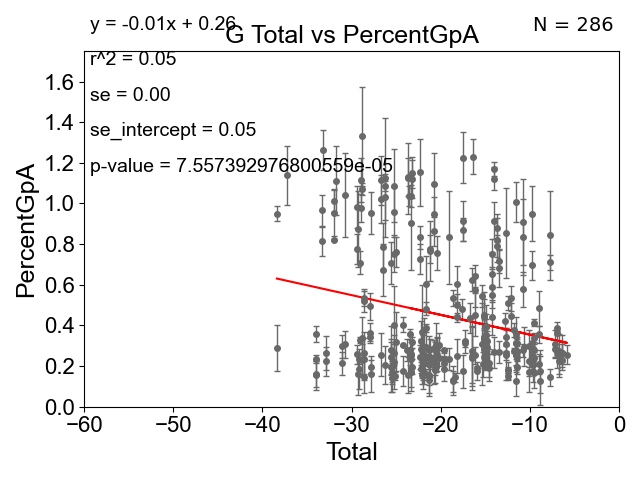 y = -0.01x + 0.26
N = 286
G Total vs PercentGpA
r^2 = 0.05
se = 0.00
se_intercept = 0.05
p-value = 7.557392976800559e-05
PercentGpA
1.6
1.4
1.2
1.0
0.8
0.6
0.4
0.2
0.0
−60 −50 −40 −30 −20 −10 0
Total